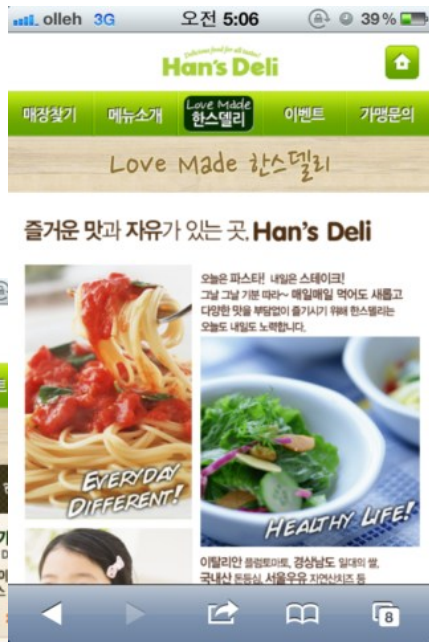 olleh 3G 오전 5:06 39%
Delicious food for all tastes!
Han's Deli
매장찾기 메뉴소개 Love Made 한스델리 이벤트 가맹문의
Love Made 한스델리
즐거운 맛과 자유가 있는 곳, Han's Deli
오늘은 파스타! 내일은 스테이크!
그날 그날 기분 따라~ 매일매일 먹어도 새롭고
다양한 맛을 부담없이 즐기시기 위해 한스델리는
오늘도 내일도 노력합니다.
EVERYDAY
DIFFERENT!
HEALTHY LIFE!
이탈리안 플럼토마토, 경상남도 일대의 쌀,
국내산 돈등심, 서울우유 자연산치즈 등
8